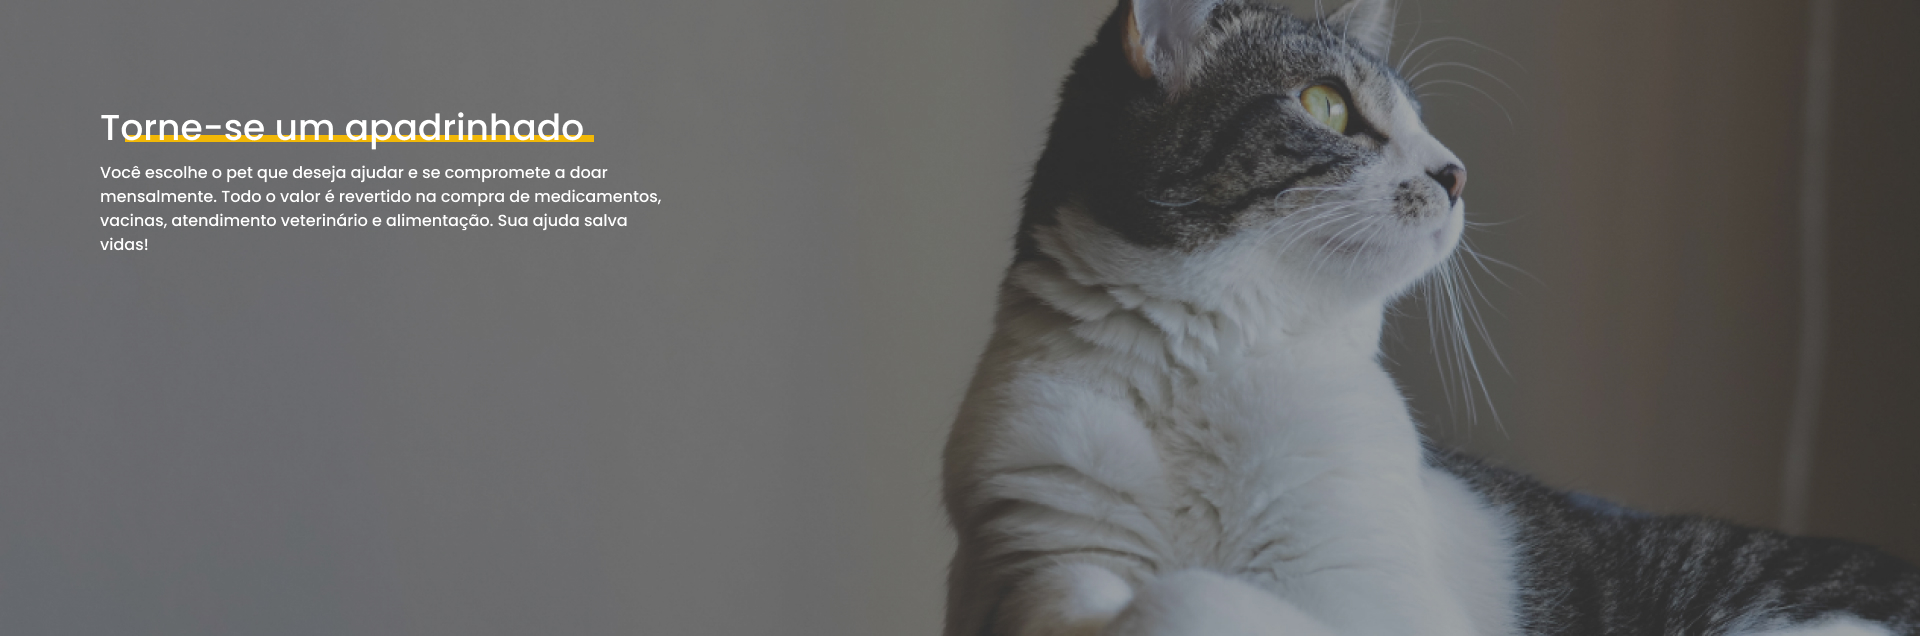 Torne-se um apadrinhado
Você escolhe o pet que deseja ajudar e se compromete a doar
mensalmente. Todo o valor é revertido na compra de medicamentos,
vacinas, atendimento veterinário e alimentação. Sua ajuda salva
vidas!